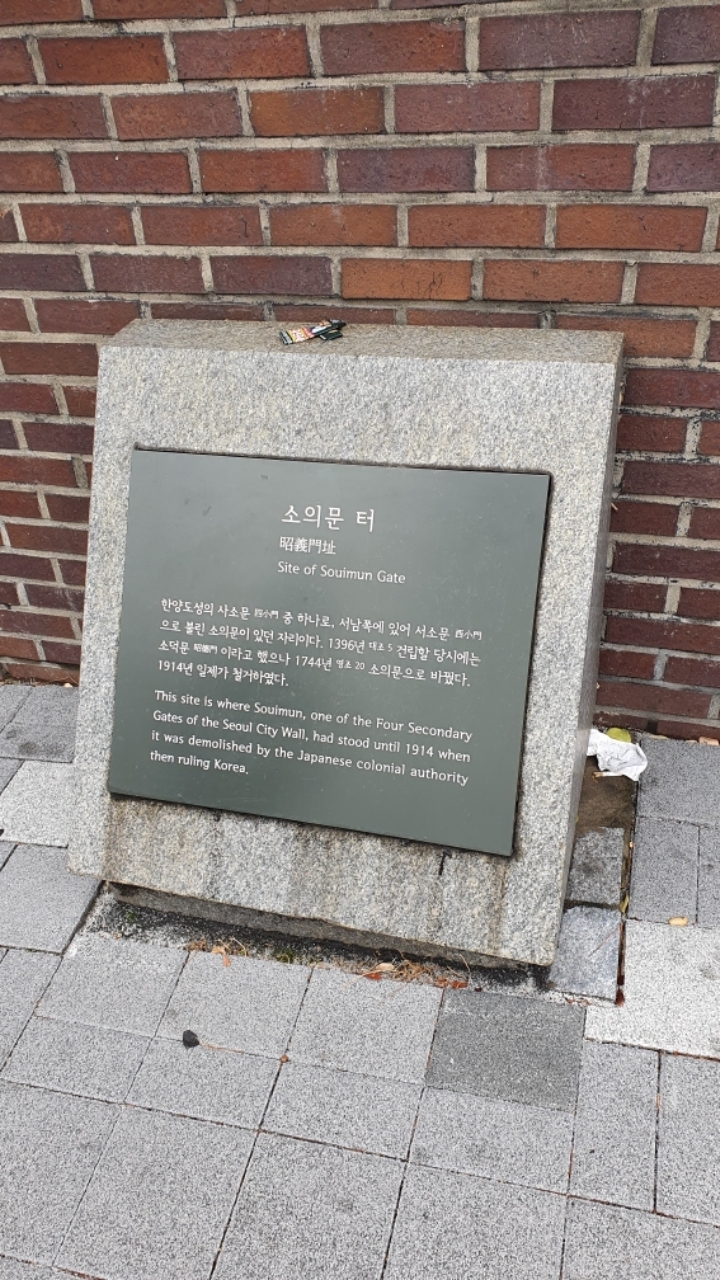 소의문 터
昭義門址
Site of Souimun Gate
한양도성의 사소문 四小門 중 하나로, 서남쪽에 있어 서소문 西小門
으로 불린 소의문이 있던 자리이다. 1396년 태조 5 건립할 당시에는
소덕문 이라고 했으나 1744년 영조 20 소의문으로 바꿨다.
1914년 일제가 철거하였다.
This site is where Souimun, one of the Four Secondary
Gates of the Seoul City Wall, had stood until 1914 when
it was demolished by the Japanese colonial authority
then ruling Korea.